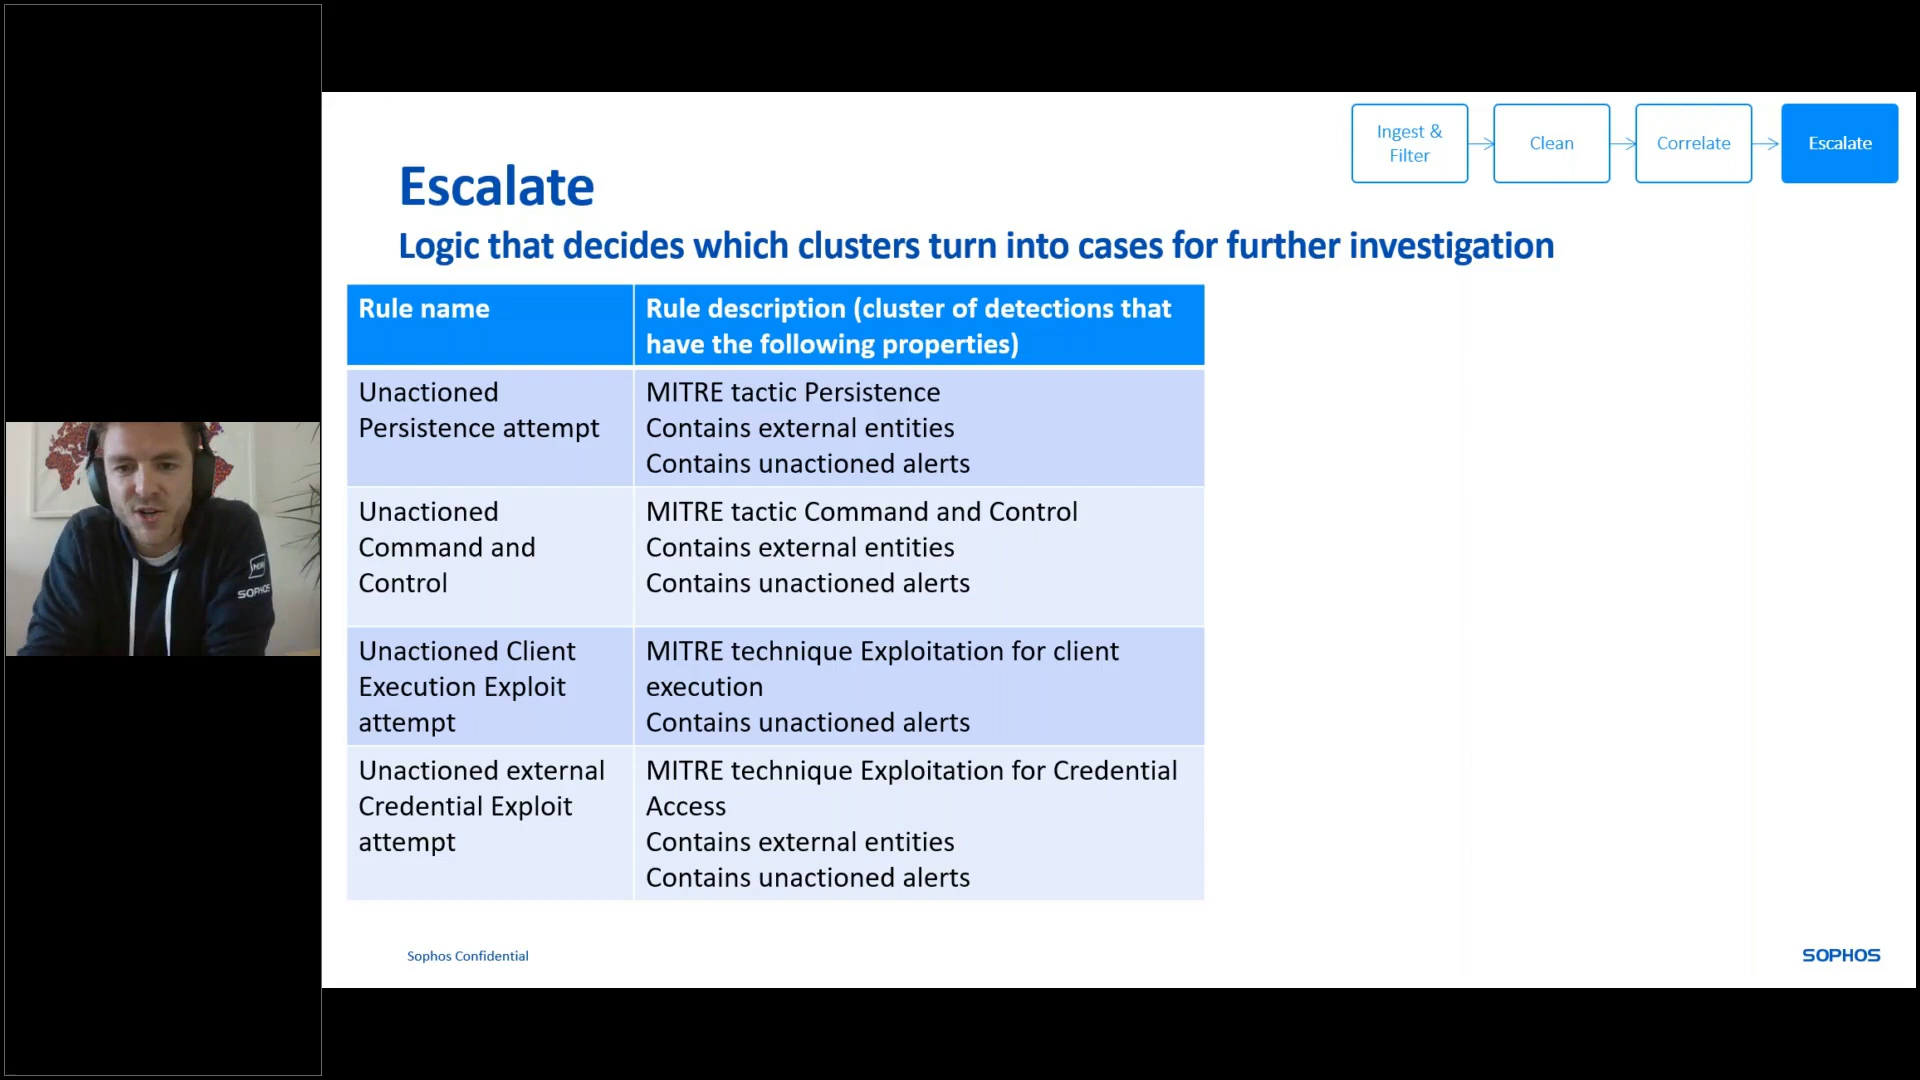 Ingest &
Filter
Clean
Correlate
Escalate
Escalate
Logic that decides which clusters turn into cases for further investigation
Rule name
Rule description (cluster of detections that
have the following properties)
Unactioned
Persistence attempt
MITRE tactic Persistence
Contains external entities
Contains unactioned alerts
Unactioned
Command and
Control
MITRE tactic Command and Control
Contains external entities
Contains unactioned alerts
Unactioned Client
Execution Exploit
attempt
MITRE technique Exploitation for client
execution
Contains unactioned alerts
Unactioned external
Credential Exploit
attempt
MITRE technique Exploitation for Credential
Access
Contains external entities
Contains unactioned alerts
Sophos Confidential
SOPHOS
SOPHOS